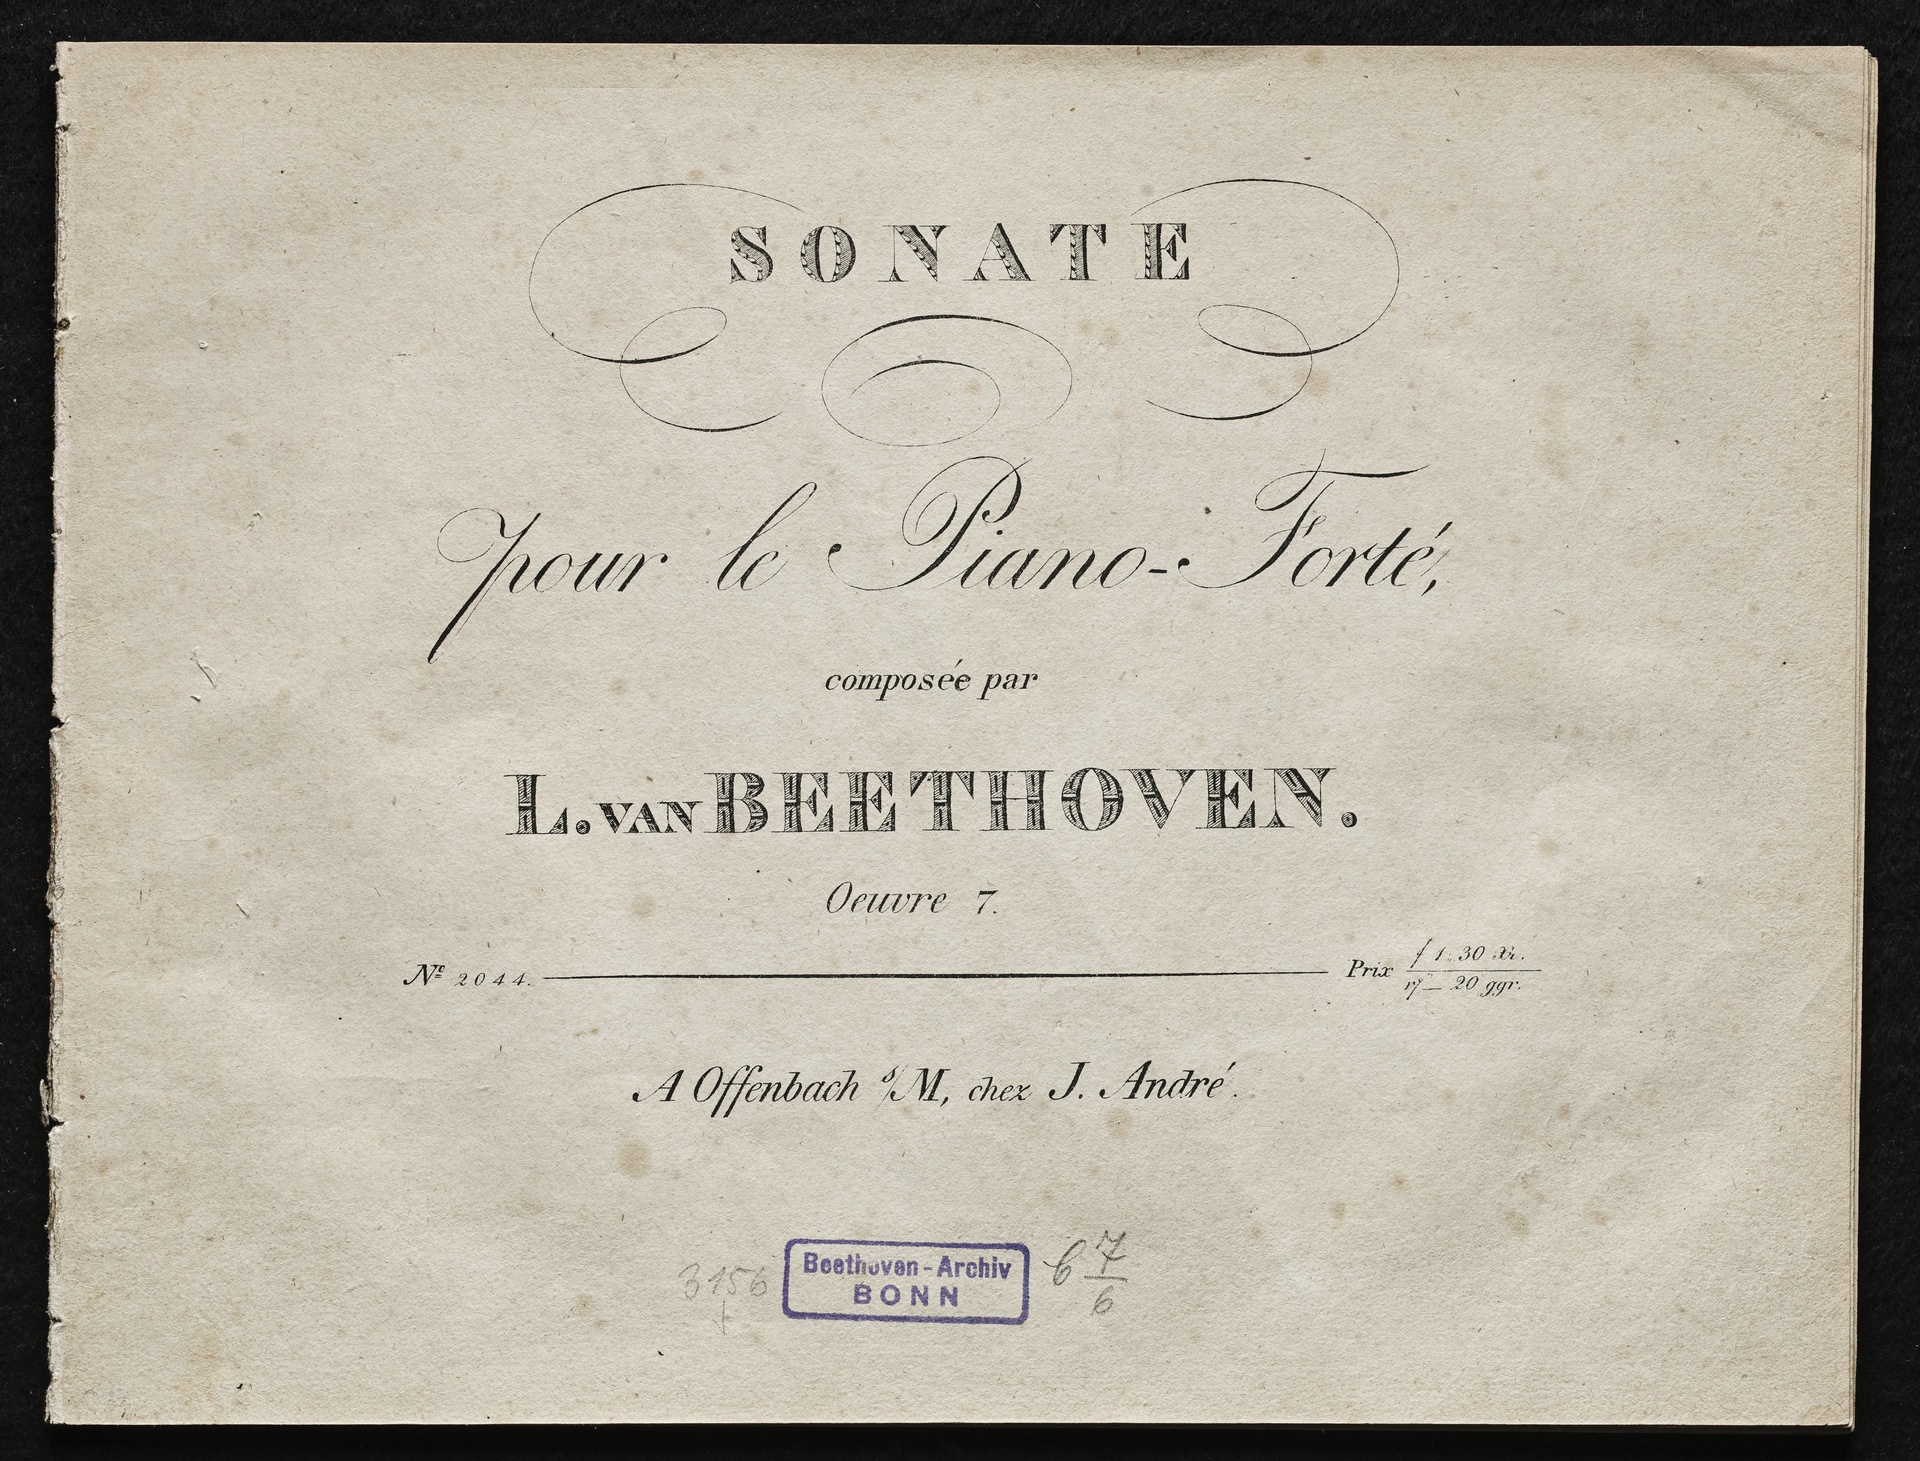 SONATE
pour le Piano-Forté,
composée par
L. VAN BEETHOVEN.
Oeuvre 7.
Nº 2044. Prix f 1. 30 Xr.
20 ggr.
A Offenbach s/M, chez J. André.
3156 Beethoven-Archiv 6 7/6
BONN